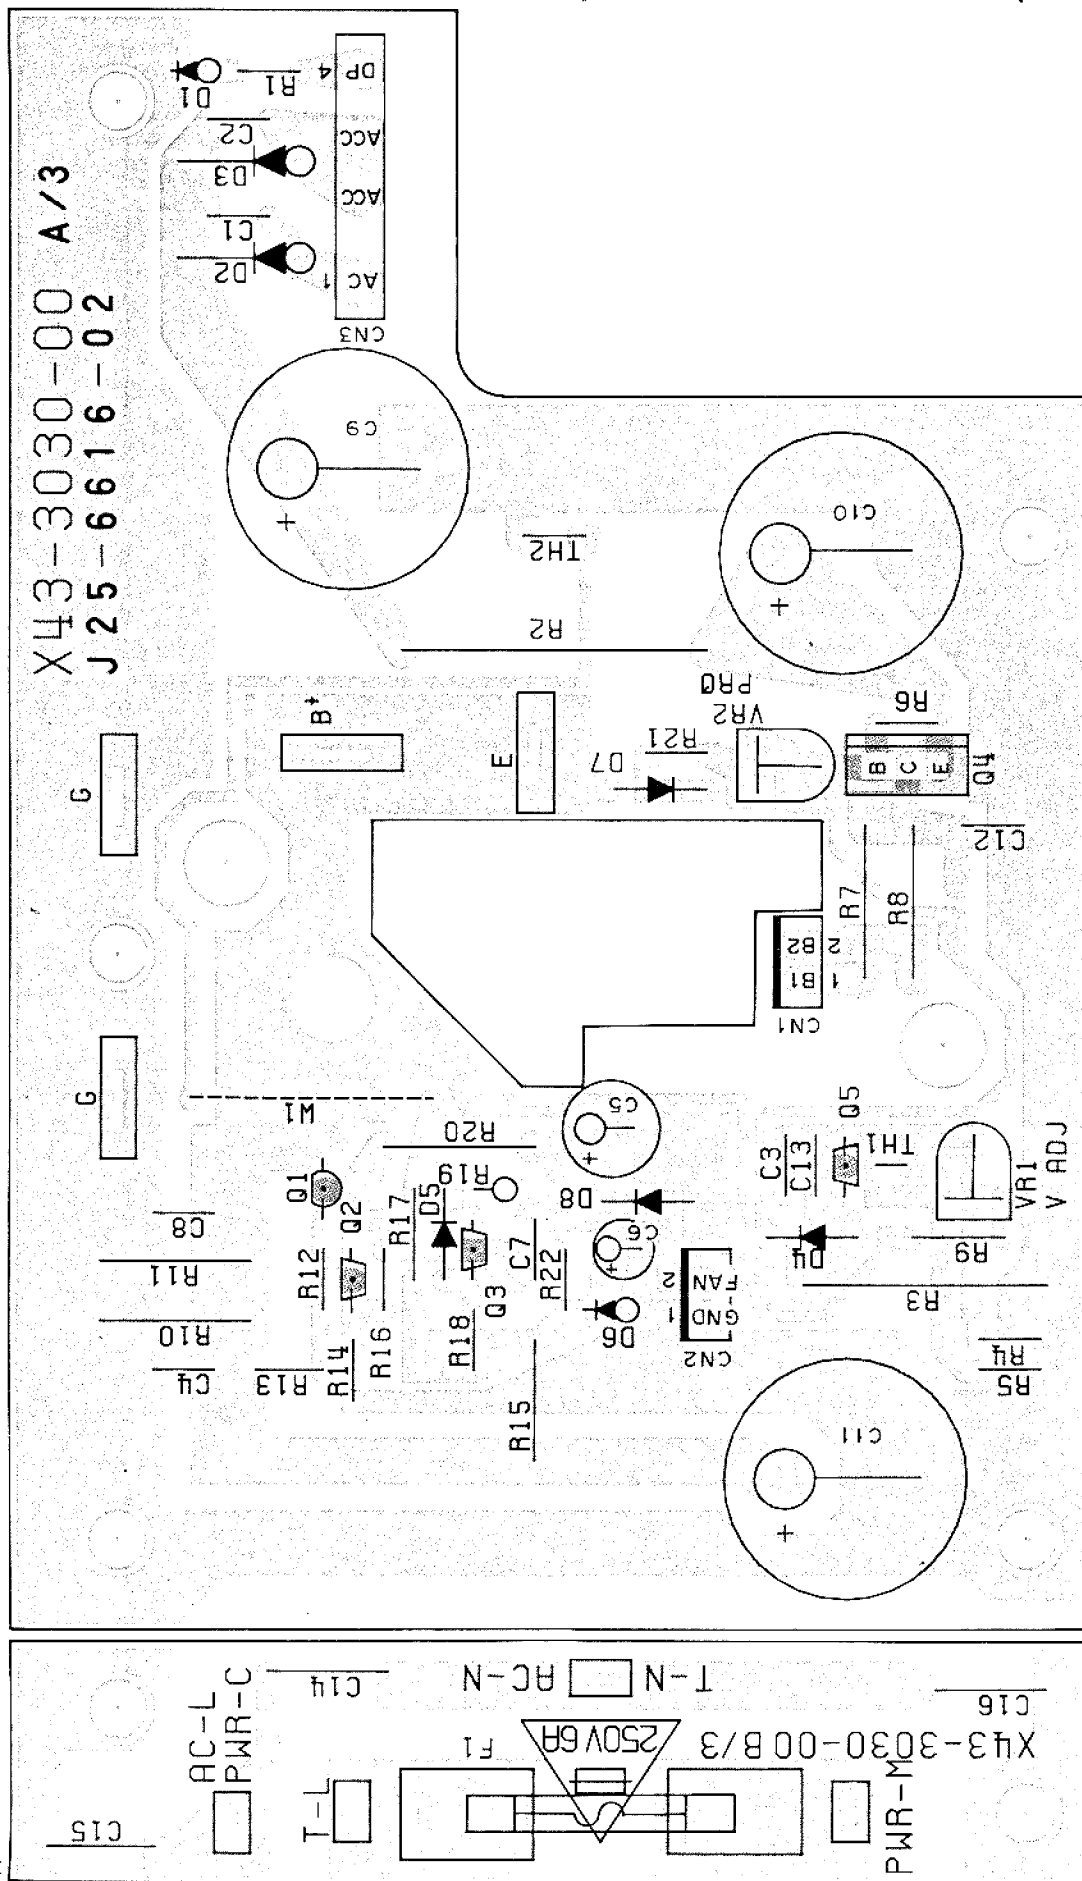 X43-3030-00 A/3
J25-6616-02
D1
R1
4
DP
C2
D3
ACC
ACC
C1
D2
1
AC
CN3
C9
+
TH2
C10
+
R2
G
B+
E
D7
R21
VR2
PRO
R6
B
C
E
Q4
C12
R7
R8
B2 2
B1 1
CN1
G
W1
R20
C5
+
Q1
Q2
R19
D5
R17
D8
C3
C13
Q5
TH1
VR1
V ADJ
C8
R11
R12
R10
C4
R13
R14
R16
R18
Q3
C7
R22
C6
+
D6
2
FAN
-
GND
1
CN2
D4
R9
R3
R4
R5
R15
C11
+
AC-L
PWR-C
C14
AC-N
T-N
C16
X43-3030-00 B/3
F1
250V 6A
T-L
PWR-M
C15